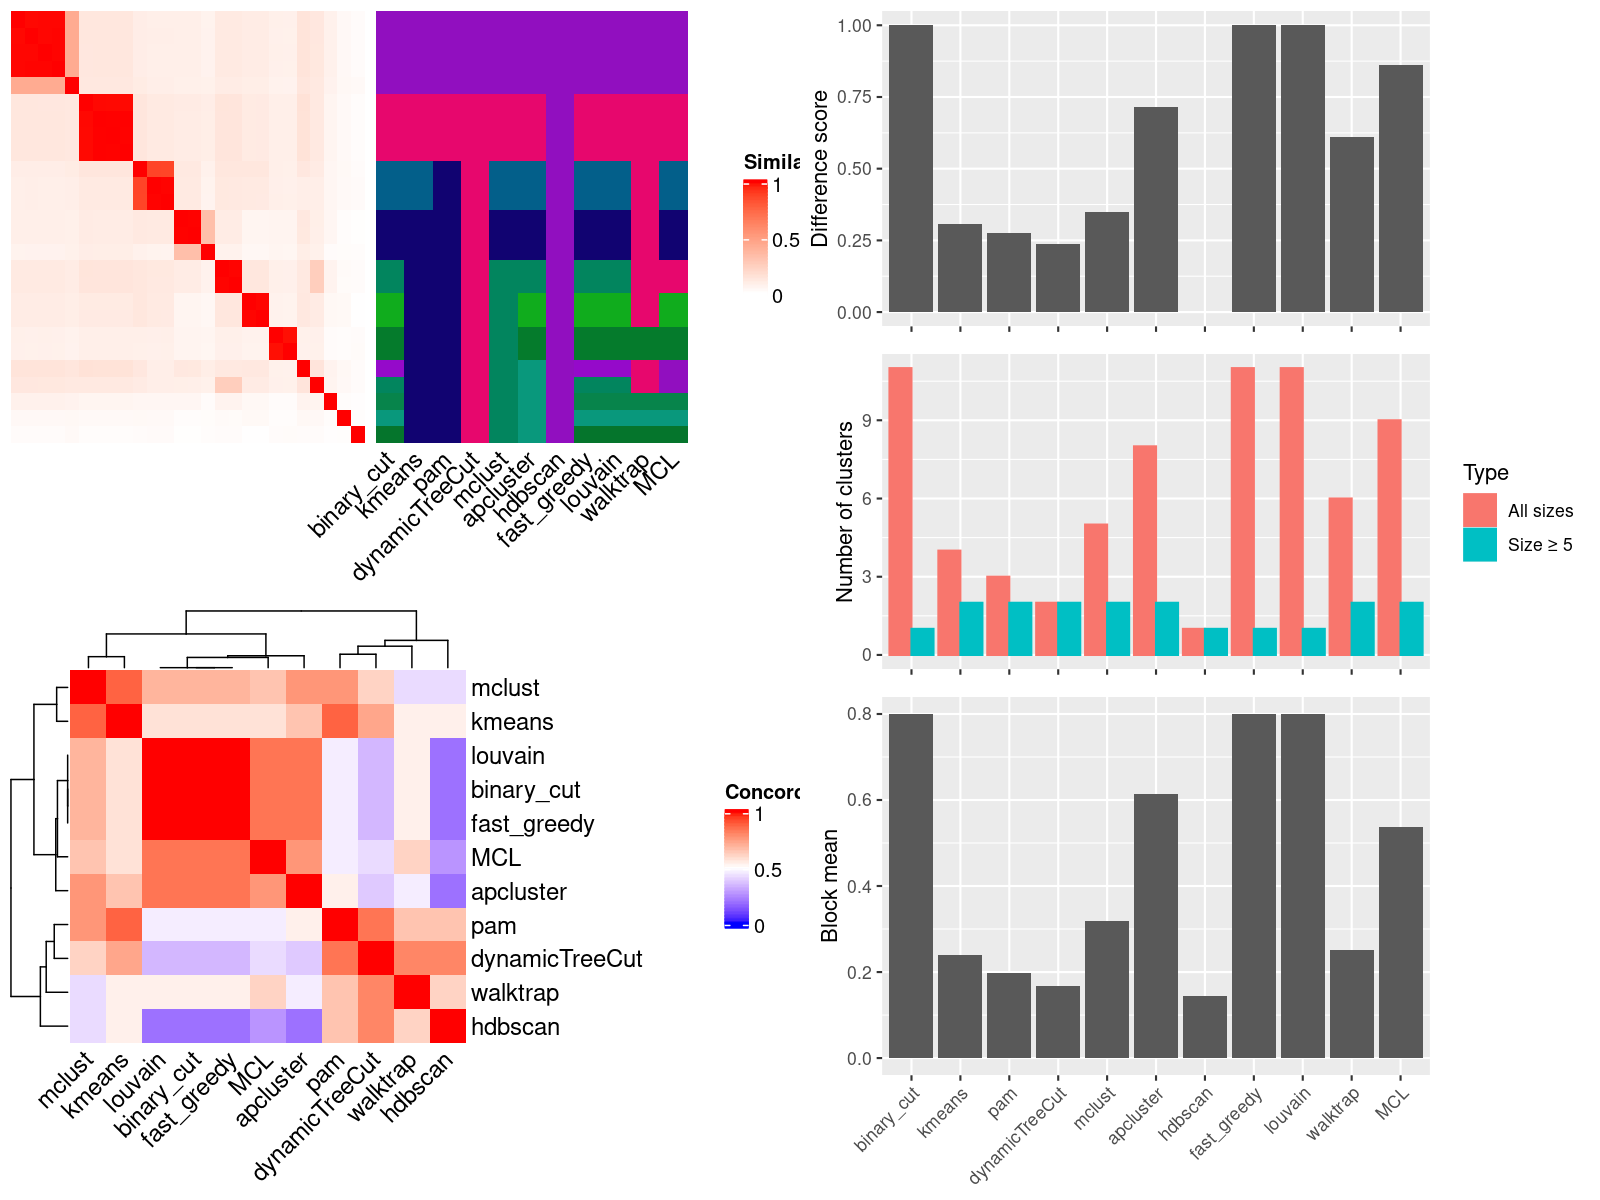 Simila
1
0.5
0
binary_cut
kmeans
pam
dynamicTreeCut
mclust
apcluster
hdbscan
fast_greedy
louvain
walktrap
MCL
mclust
kmeans
louvain
binary_cut
fast_greedy
MCL
apcluster
pam
dynamicTreeCut
walktrap
hdbscan
mclust
kmeans
louvain
binary_cut
fast_greedy
MCL
apcluster
pam
dynamicTreeCut
walktrap
hdbscan
Concord
1
0.5
0
Difference score
1.00
0.75
0.50
0.25
0.00
Number of clusters
9
6
3
0
Type
All sizes
Size ≥ 5
Block mean
0.8
0.6
0.4
0.2
0.0
binary_cut
kmeans
pam
dynamicTreeCut
mclust
apcluster
hdbscan
fast_greedy
louvain
walktrap
MCL